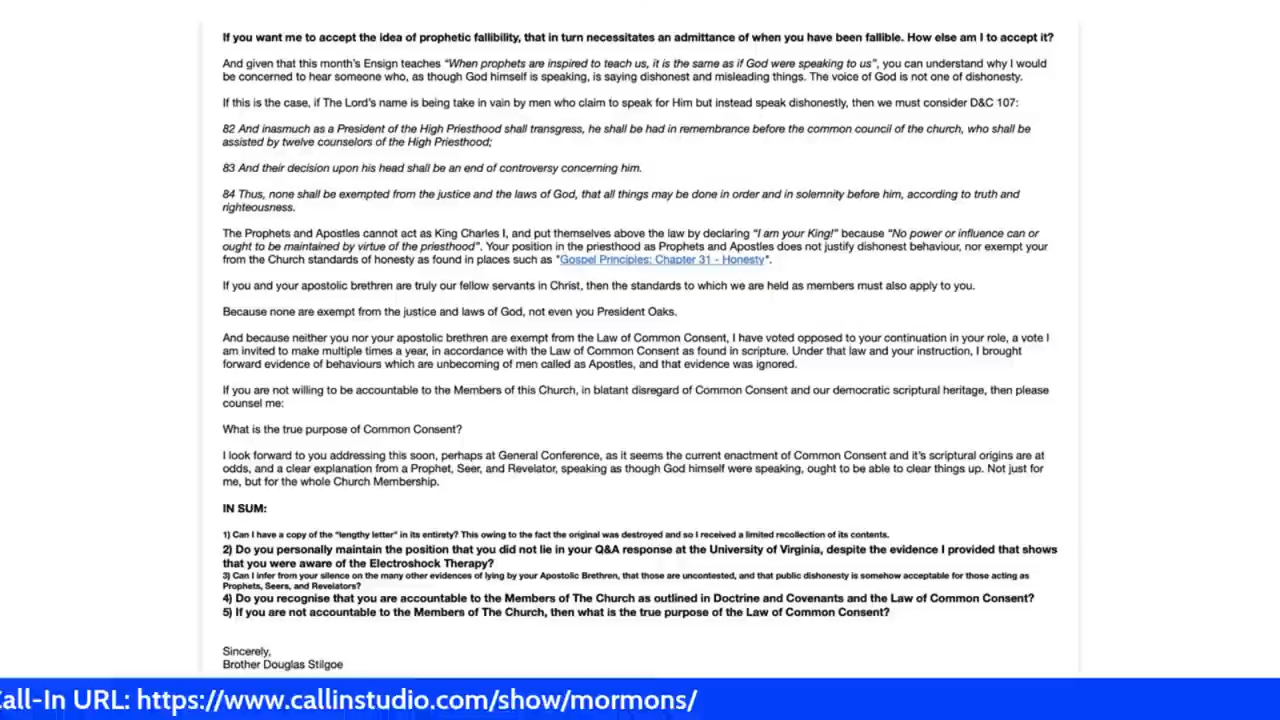 If you want me to accept the idea of prophetic fallibility, that in turn necessitates an admittance of when you have been fallible. How else am I to accept it?
And given that this month's Ensign teaches "When prophets are inspired to teach us, it is the same as if God were speaking to us", you can understand why I would
be concerned to hear someone who, as though God himself is speaking, is saying dishonest and misleading things. The voice of God is not one of dishonesty.
If this is the case, if The Lord's name is being take in vain by men who claim to speak for Him but instead speak dishonestly, then we must consider D&C 107:
82 And inasmuch as a President of the High Priesthood shall transgress, he shall be had in remembrance before the common council of the church, who shall be
assisted by twelve counselors of the High Priesthood;
83 And their decision upon his head shall be an end of controversy concerning him.
84 Thus, none shall be exempted from the justice and the laws of God, that all things may be done in order and in solemnity before him, according to truth and
righteousness.
The Prophets and Apostles cannot act as King Charles I, and put themselves above the law by declaring "I am your King!" because "No power or influence can or
ought to be maintained by virtue of the priesthood". Your position in the priesthood as Prophets and Apostles does not justify dishonest behaviour, nor exempt your
from the Church standards of honesty as found in places such as "Gospel Principles: Chapter 31 - Honesty".
If you and your apostolic brethren are truly our fellow servants in Christ, then the standards to which we are held as members must also apply to you.
Because none are exempt from the justice and laws of God, not even you President Oaks.
And because neither you nor your apostolic brethren are exempt from the Law of Common Consent, I have voted opposed to your continuation in your role, a vote I
am invited to make multiple times a year, in accordance with the Law of Common Consent as found in scripture. Under that law and your instruction, I brought
forward evidence of behaviours which are unbecoming of men called as Apostles, and that evidence was ignored.
If you are not willing to be accountable to the Members of this Church, in blatant disregard of Common Consent and our democratic scriptural heritage, then please
counsel me:
What is the true purpose of Common Consent?
I look forward to you addressing this soon, perhaps at General Conference, as it seems the current enactment of Common Consent and it's scriptural origins are at
odds, and a clear explanation from a Prophet, Seer, and Revelator, speaking as though God himself were speaking, ought to be able to clear things up. Not just for
me, but for the whole Church Membership.
IN SUM:
1) Can I have a copy of the "lengthy letter" in its entirety? This owing to the fact the original was destroyed and so I received a limited recollection of its contents.
2) Do you personally maintain the position that you did not lie in your Q&A response at the University of Virginia, despite the evidence I provided that shows
that you were aware of the Electroshock Therapy?
3) Can I infer from your silence on the many other evidences of lying by your Apostolic Brethren, that those are uncontested, and that public dishonesty is somehow acceptable for those acting as
Prophets, Seers, and Revelators?
4) Do you recognise that you are accountable to the Members of The Church as outlined in Doctrine and Covenants and the Law of Common Consent?
5) If you are not accountable to the Members of The Church, then what is the true purpose of the Law of Common Consent?
Sincerely,
Brother Douglas Stilgoe
Call-In URL: https://www.callinstudio.com/show/mormons/